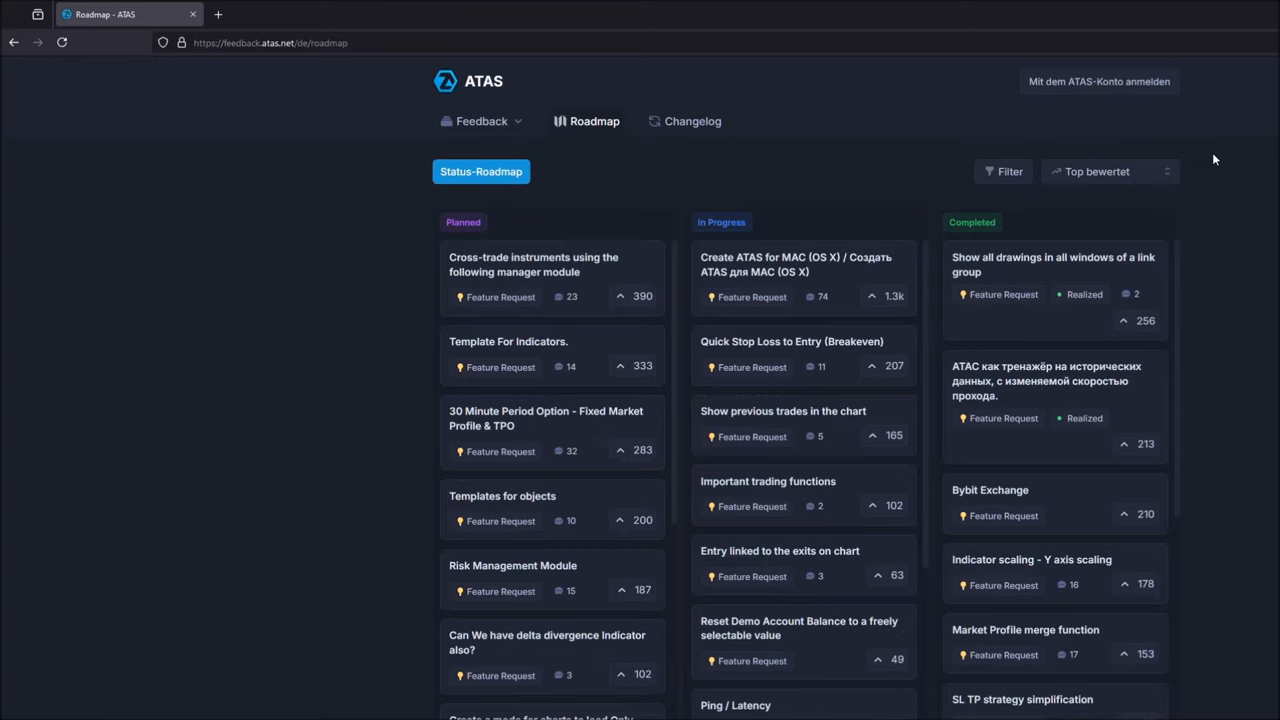 Roadmap - ATAS
https://feedback.atas.net/de/roadmap
ATAS
Mit dem ATAS-Konto anmelden
Feedback
Roadmap
Changelog
Status-Roadmap
Filter
Top bewertet
Planned
Cross-trade instruments using the
following manager module
Feature Request 23 390
Template For Indicators.
Feature Request 14 333
30 Minute Period Option - Fixed Market
Profile & TPO
Feature Request 32 283
Templates for objects
Feature Request 10 200
Risk Management Module
Feature Request 15 187
Can We have delta divergence Indicator
also?
Feature Request 3 102
Create a mode for charts to load Only
In Progress
Create ATAS for MAC (OS X) / Создать
ATAS для MAC (OS X)
Feature Request 74 1.3k
Quick Stop Loss to Entry (Breakeven)
Feature Request 11 207
Show previous trades in the chart
Feature Request 5 165
Important trading functions
Feature Request 2 102
Entry linked to the exits on chart
Feature Request 3 63
Reset Demo Account Balance to a freely
selectable value
Feature Request 49
Ping / Latency
Completed
Show all drawings in all windows of a link
group
Feature Request Realized 2
256
АТАС как тренажёр на исторических
данных, с изменяемой скоростью
прохода.
Feature Request Realized
213
Bybit Exchange
Feature Request 210
Indicator scaling - Y axis scaling
Feature Request 16 178
Market Profile merge function
Feature Request 17 153
SL TP strategy simplification